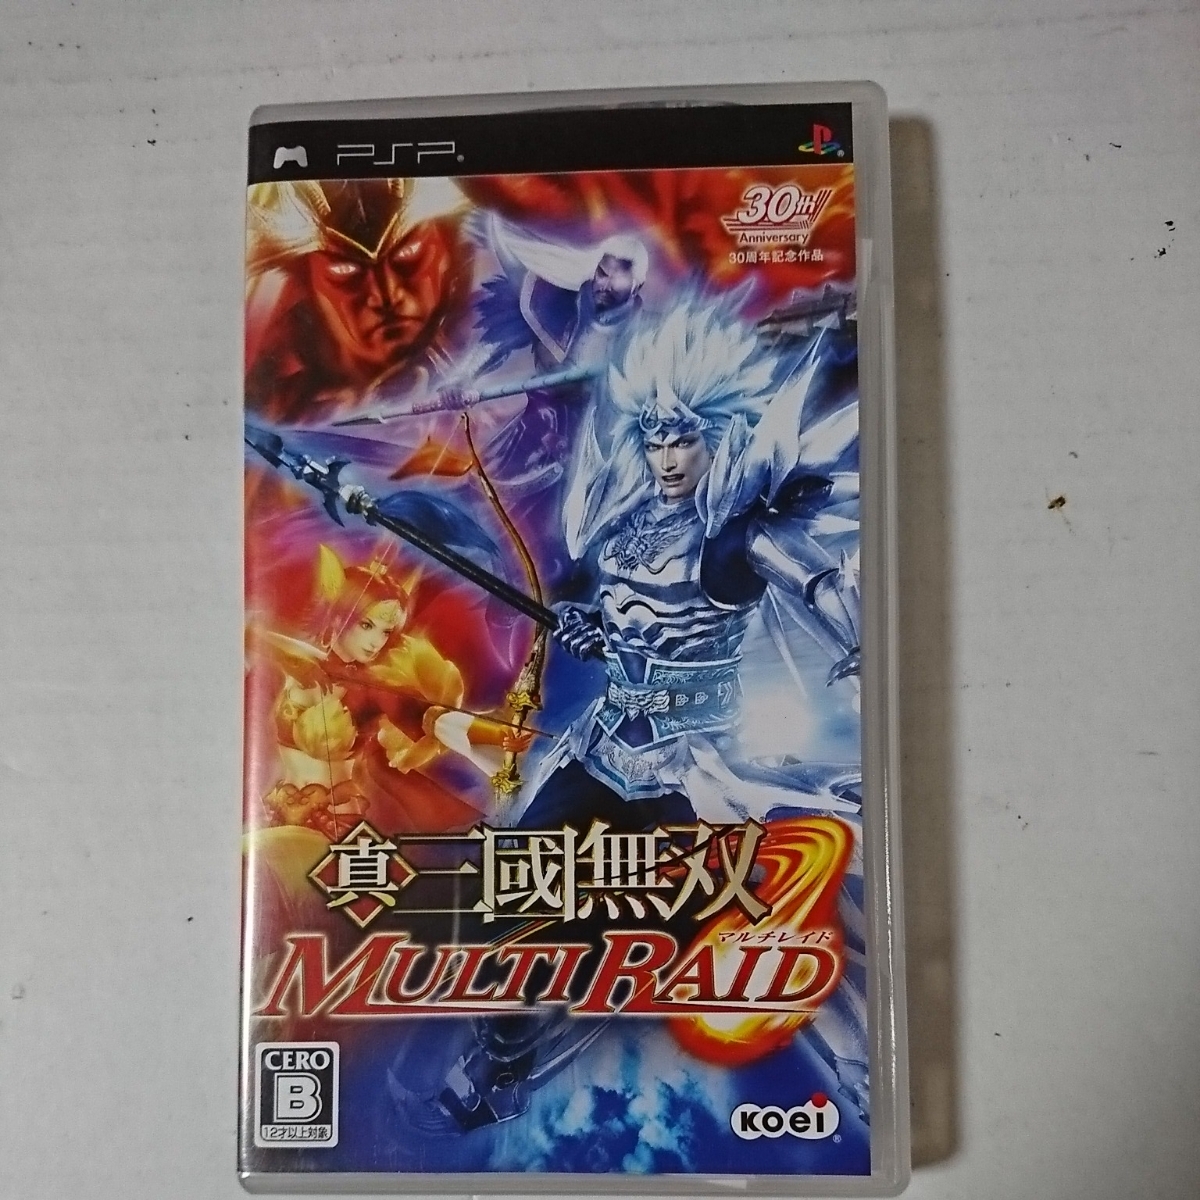 PSP®
30th
Anniversary
30周年記念作品
真・三國無双
マルチレイド
MULTI RAID
CERO
B
12才以上対象
KOEI®